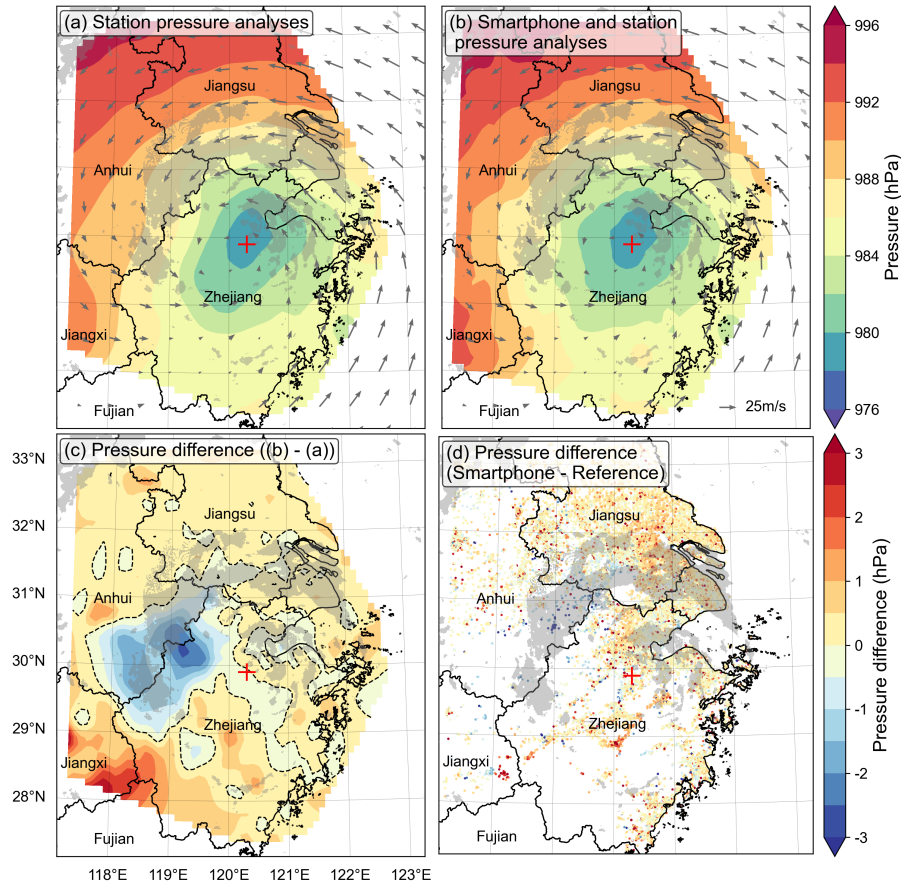 (a) Station pressure analyses
Jiangsu
Anhui
Zhejiang
Jiangxi
Fujian
(b) Smartphone and station
pressure analyses
Jiangsu
Anhui
Zhejiang
Jiangxi
Fujian
25m/s
996
992
988
984
980
976
Pressure (hPa)
(c) Pressure difference ((b) - (a))
Jiangsu
Anhui
Zhejiang
Jiangxi
Fujian
33°N
32°N
31°N
30°N
29°N
28°N
118°E
119°E
120°E
121°E
122°E
123°E
(d) Pressure difference
(Smartphone - Reference)
Jiangsu
Anhui
Zhejiang
Jiangxi
Fujian
3
2
1
0
-1
-2
-3
Pressure difference (hPa)